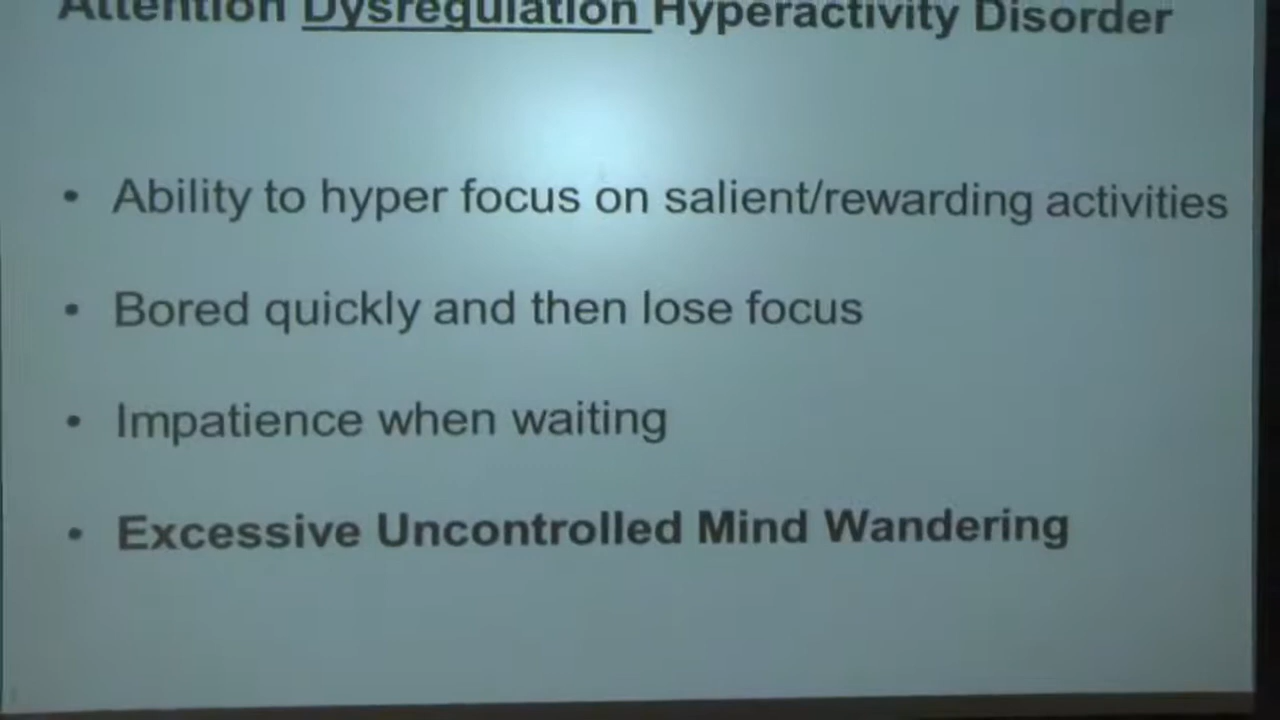 Attention Dysregulation Hyperactivity Disorder
• Ability to hyper focus on salient/rewarding activities
• Bored quickly and then lose focus
• Impatience when waiting
• Excessive Uncontrolled Mind Wandering